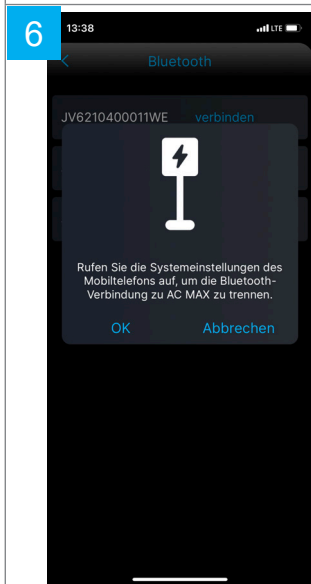 6
13:38
LTE
Bluetooth
JV6210400011WE verbinden
Rufen Sie die Systemeinstellungen des
Mobiltelefons auf, um die Bluetooth-
Verbindung zu AC MAX zu trennen.
OK Abbrechen